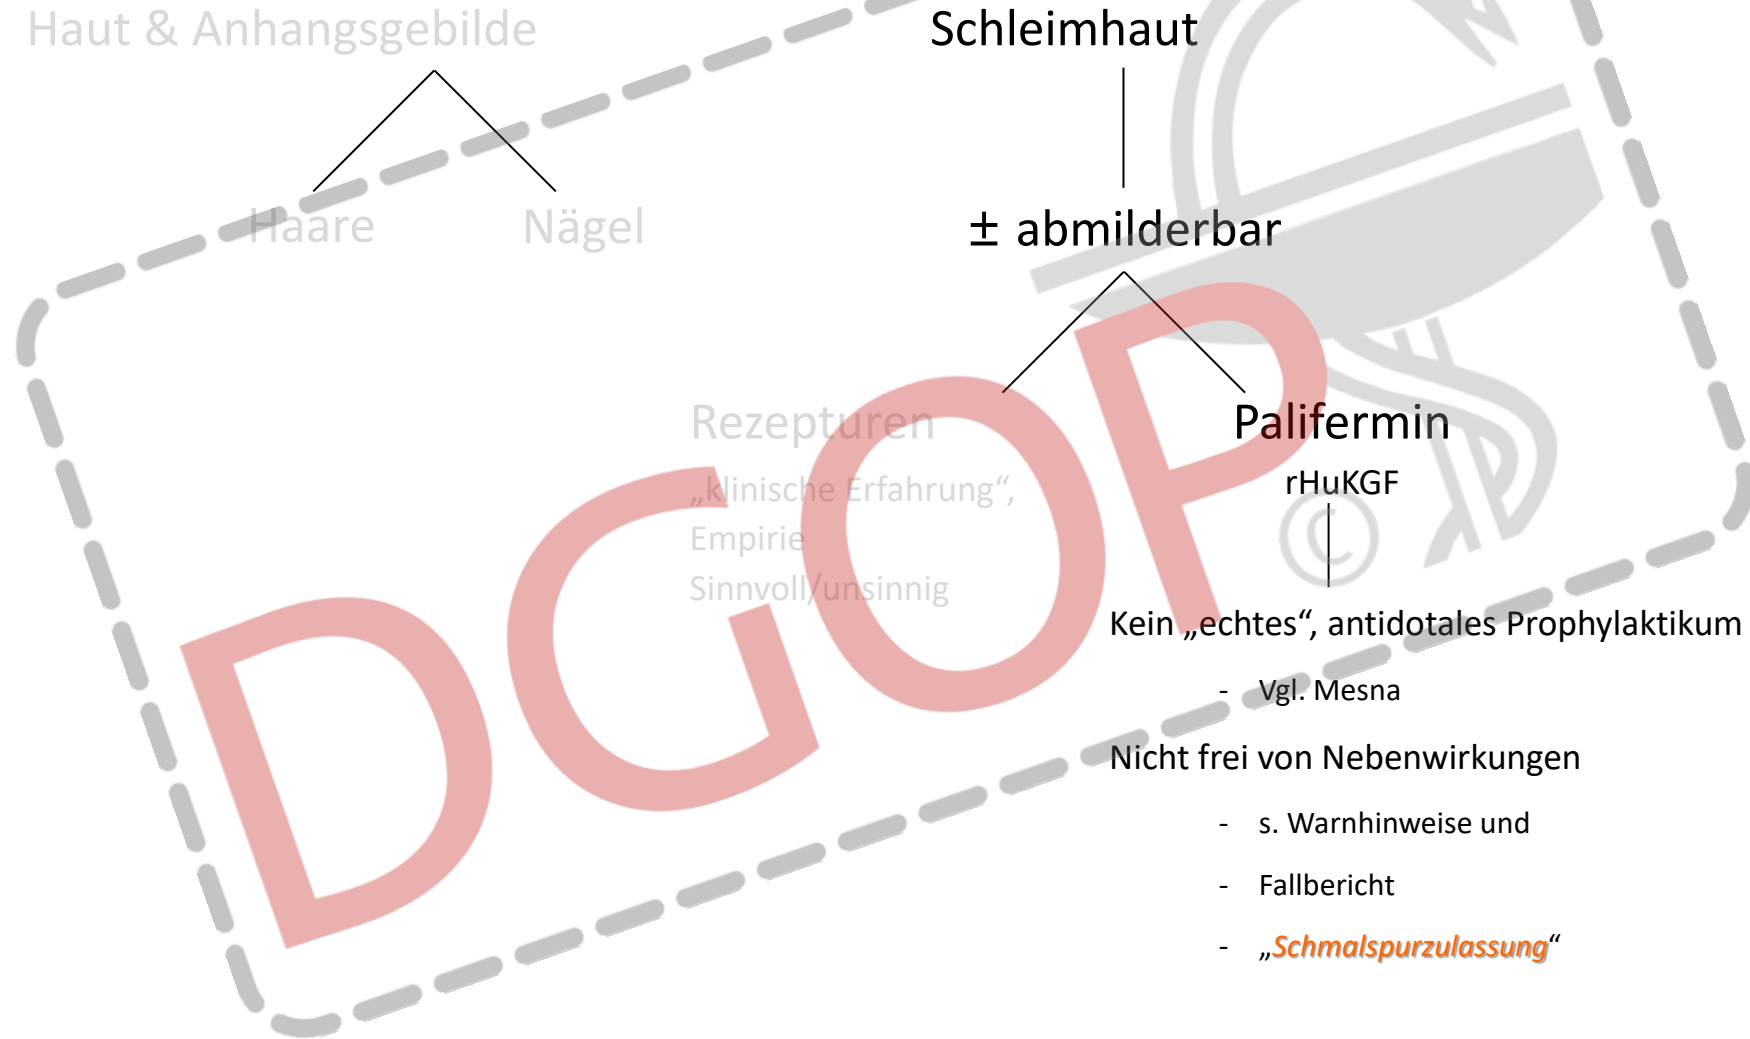 Haut & Anhangsgebilde
Schleimhaut
Haare
Nägel
± abmilderbar
Rezepturen
„klinische Erfahrung“,
Empirie
Sinnvoll/unsinnig
Palifermin
rHuKGF
Kein „echtes“, antidotales Prophylaktikum
- Vgl. Mesna
Nicht frei von Nebenwirkungen
- s. Warnhinweise und
- Fallbericht
- „Schmalspurzulassung“
DGOP
©